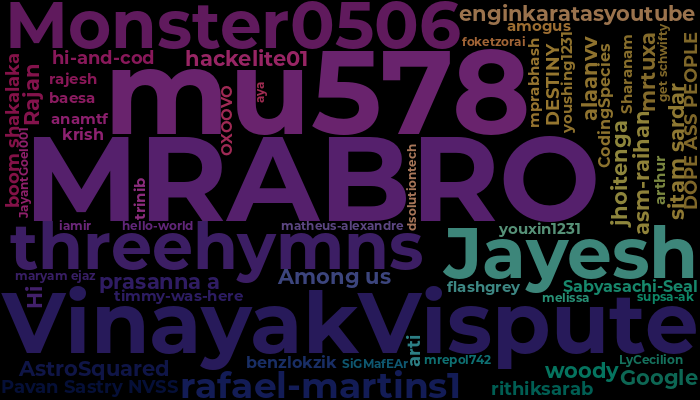 Monster0506
enginkaratasyoutube
amogus
hi-and-cod
hackelite01
foketzorai
mu578
rajesh
baesa
anamtf
krish
Rajan
boom shakalaka
JayantGoel001
OXOOVO
aya
mprabhash
DESTINY
youshing1231
alaanvv
CodingSpecies
Sharanam
mrtuxa
get schwifty
DOPE ASS PEOPLE
MRABRO
trinib
dsolutiontech
jhoitenga
asm-raihan
arthur
sitam sardar
iamir
hello-world
matheus-alexandre
youxin1231
threehymns
Jayesh
maryam ejaz
prasanna a
Among us
flashgrey
Sabyasachi-Seal
Hi
timmy-was-here
melissa
supsa-ak
VinayakVispute
arti
AstroSquared
benzlokzik
SiGMafEAr
mrepol742
LyCecilion
woody
Google
Pavan Sastry NVSS
rafael-martins1
rithiksarab